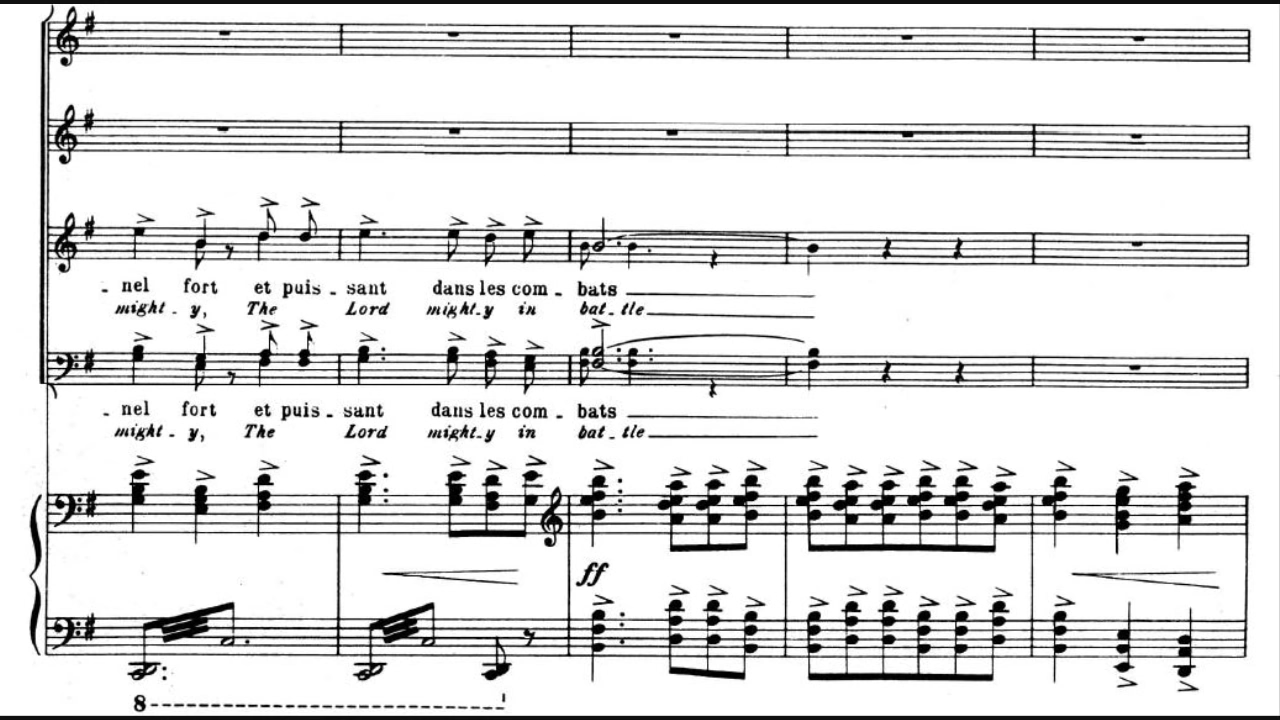 - nel fort et puis - sant dans les com - bats
might - y, The Lord might - y in bat - tle
- nel fort et puis - sant dans les com - bats
might - y, The Lord might - y in bat - tle
ff
8